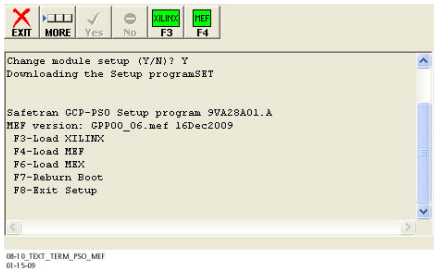 EXIT MORE Yes No XILINX F3 MEF F4
Change module setup (Y/N)? Y
Downloading the Setup programSET
Safetran GCP-PSO Setup program 9VA28A01.A
MEF version: GPP00_06.mef 16Dec2009
F3-Load XILINX
F4-Load MEF
F6-Load MEX
F7-Reburn Boot
F8-Exit Setup
08-10_TEXT_TERM_PSO_MEF
01-15-09